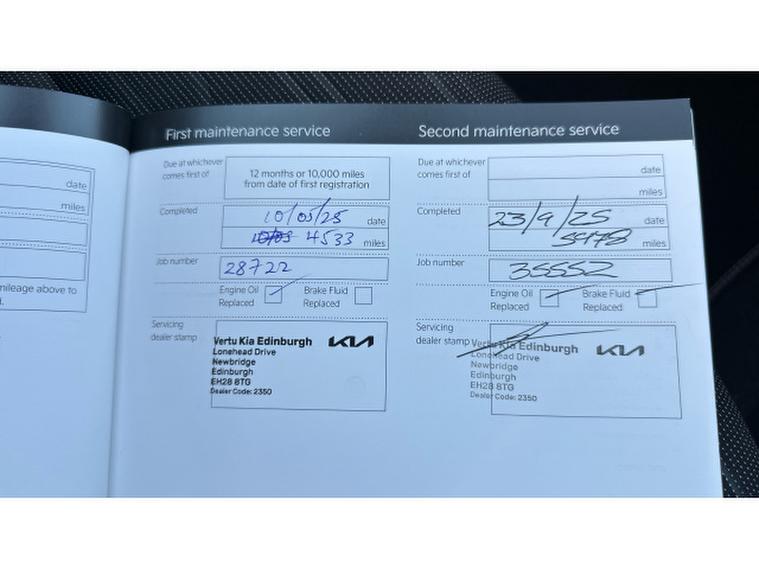 First maintenance service
Due at whichever
comes first of
12 months or 10,000 miles
from date of first registration
Completed
10/05/25 date
4533 miles
Job number
28722
Engine Oil
Replaced
Brake Fluid
Replaced
Servicing
dealer stamp
Vertu Kia Edinburgh KIA
Lonehead Drive
Newbridge
Edinburgh
EH28 8TG
Dealer Code: 2350
Second maintenance service
Due at whichever
comes first of
date
miles
Completed
23/9/25 date
miles
Job number
35552
Engine Oil
Replaced
Brake Fluid
Replaced
Servicing
dealer stamp
Vertu Kia Edinburgh KIA
Lonehead Drive
Newbridge
Edinburgh
EH28 8TG
Dealer Code: 2350
date
miles
mileage above to